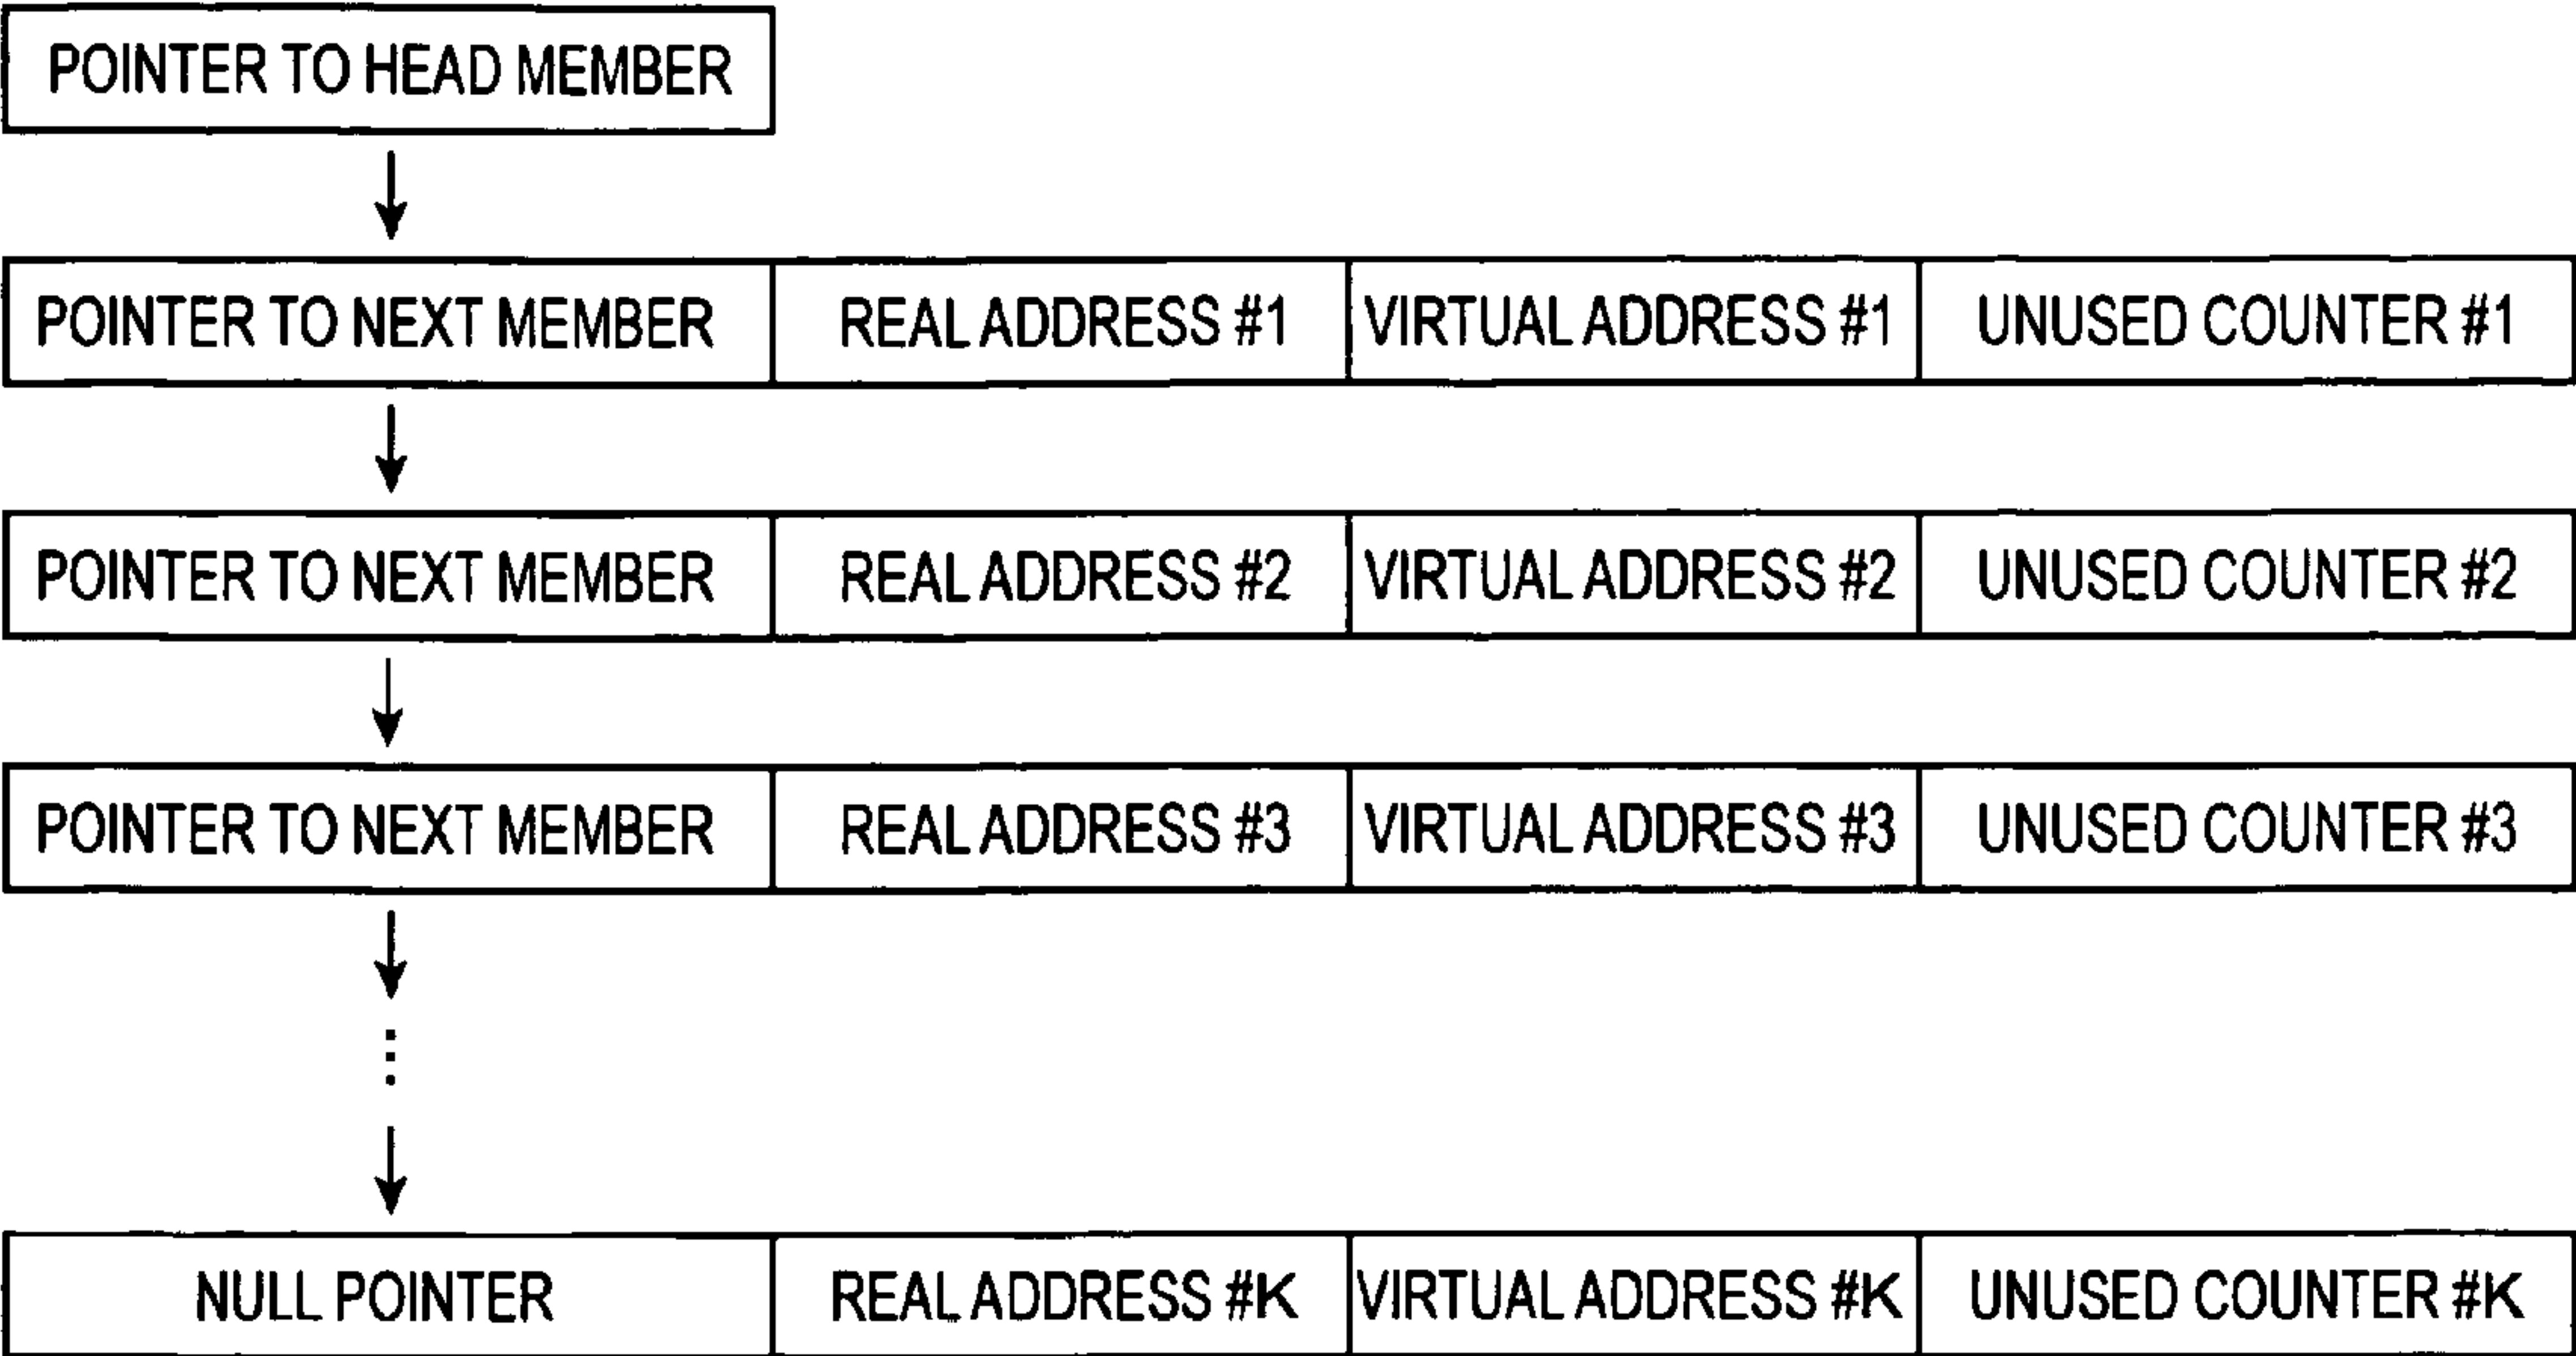 POINTER TO HEAD MEMBER
POINTER TO NEXT MEMBER REAL ADDRESS #1 VIRTUAL ADDRESS #1 UNUSED COUNTER #1
POINTER TO NEXT MEMBER REAL ADDRESS #2 VIRTUAL ADDRESS #2 UNUSED COUNTER #2
POINTER TO NEXT MEMBER REAL ADDRESS #3 VIRTUAL ADDRESS #3 UNUSED COUNTER #3
NULL POINTER REAL ADDRESS #K VIRTUAL ADDRESS #K UNUSED COUNTER #K